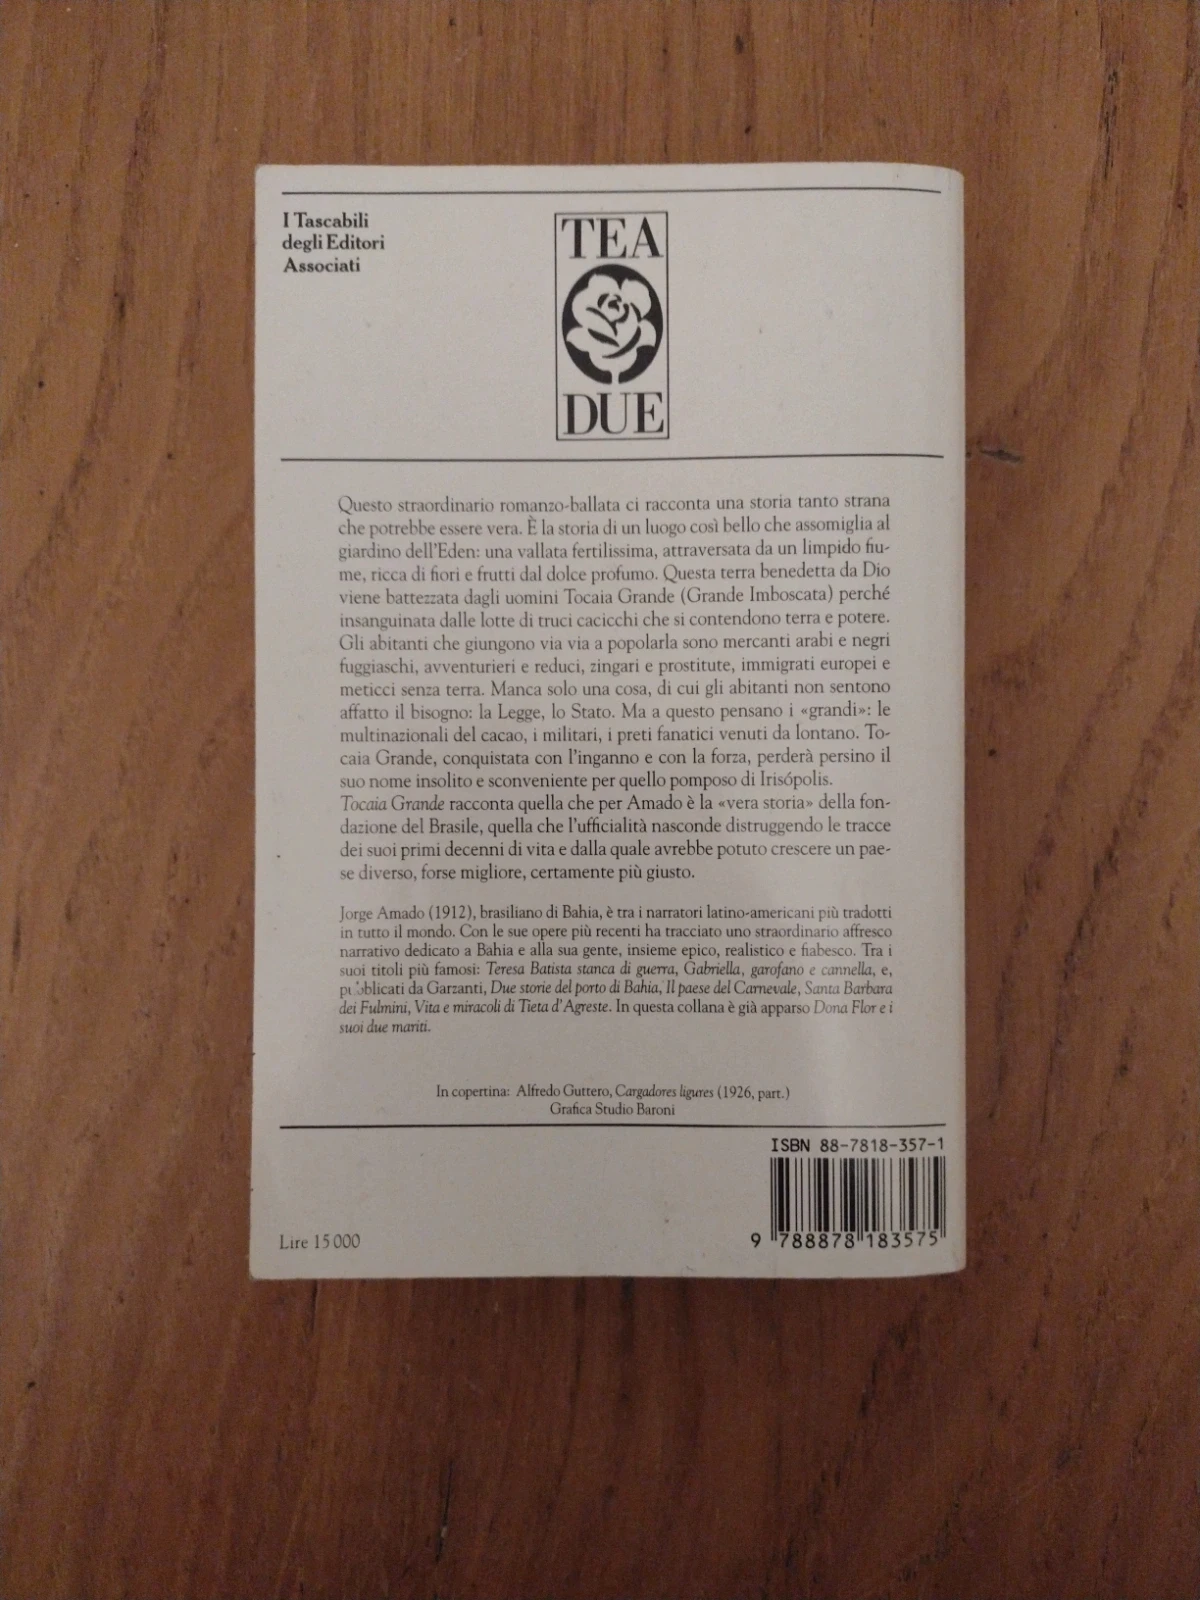 I Tascabili
degli Editori
Associati
TEA
DUE
Questo straordinario romanzo-ballata ci racconta una storia tanto strana
che potrebbe essere vera. È la storia di un luogo così bello che assomiglia al
giardino dell'Eden: una vallata fertilissima, attraversata da un limpido fiu-
me, ricca di fiori e frutti dal dolce profumo. Questa terra benedetta da Dio
viene battezzata dagli uomini Tocaia Grande (Grande Imboscata) perché
insanguinata dalle lotte di truci cacicchi che si contendono terra e potere.
Gli abitanti che giungono via via a popolarla sono mercanti arabi e negri
fuggiaschi, avventurieri e reduci, zingari e prostitute, immigrati europei e
meticci senza terra. Manca solo una cosa, di cui gli abitanti non sentono
affatto il bisogno: la Legge, lo Stato. Ma a questo pensano i «grandi»: le
multinazionali del cacao, i militari, i preti fanatici venuti da lontano. To-
caia Grande, conquistata con l'inganno e con la forza, perderà persino il
suo nome insolito e sconveniente per quello pomposo di Irisópolis.
Tocaia Grande racconta quella che per Amado è la «vera storia» della fon-
dazione del Brasile, quella che l'ufficialità nasconde distruggendo le tracce
dei suoi primi decenni di vita e dalla quale avrebbe potuto crescere un pae-
se diverso, forse migliore, certamente più giusto.
Jorge Amado (1912), brasiliano di Bahia, è tra i narratori latino-americani più tradotti
in tutto il mondo. Con le sue opere più recenti ha tracciato uno straordinario affresco
narrativo dedicato a Bahia e alla sua gente, insieme epico, realistico e fiabesco. Tra i
suoi titoli più famosi: Teresa Batista stanca di guerra, Gabriella, garofano e cannella, e,
pubblicati da Garzanti, Due storie del porto di Bahia, Il paese del Carnevale, Santa Barbara
dei Fulmini, Vita e miracoli di Tieta d'Agreste. In questa collana è già apparso Dona Flor e i
suoi due mariti.
In copertina: Alfredo Guttero, Cargadores ligures (1926, part.)
Grafica Studio Baroni
ISBN 88-7818-357-1
9 788878 183575
Lire 15 000